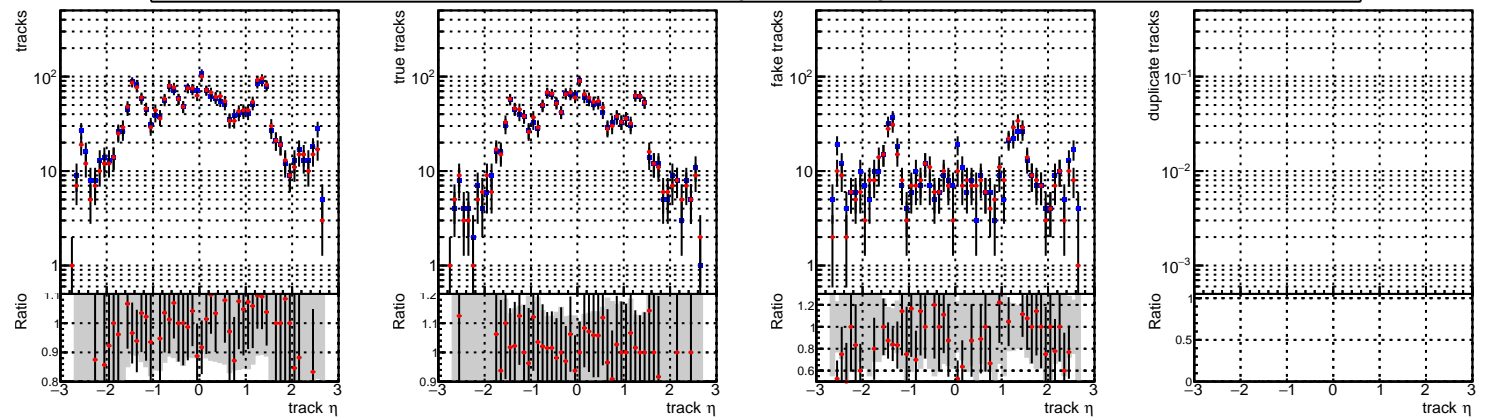 tracks
10²
10
1
Ratio
1.1
1
0.9
0.8
−3 −2 −1 0 1 2 3
track η
true tracks
10²
10
1
Ratio
1.2
1.1
1
0.9
−3 −2 −1 0 1 2 3
track η
fake tracks
10²
10
1
Ratio
1.2
1
0.8
0.6
−3 −2 −1 0 1 2 3
track η
duplicate tracks
10⁻¹
10⁻²
10⁻³
Ratio
1
0.5
0
−3 −2 −1 0 1 2 3
track η